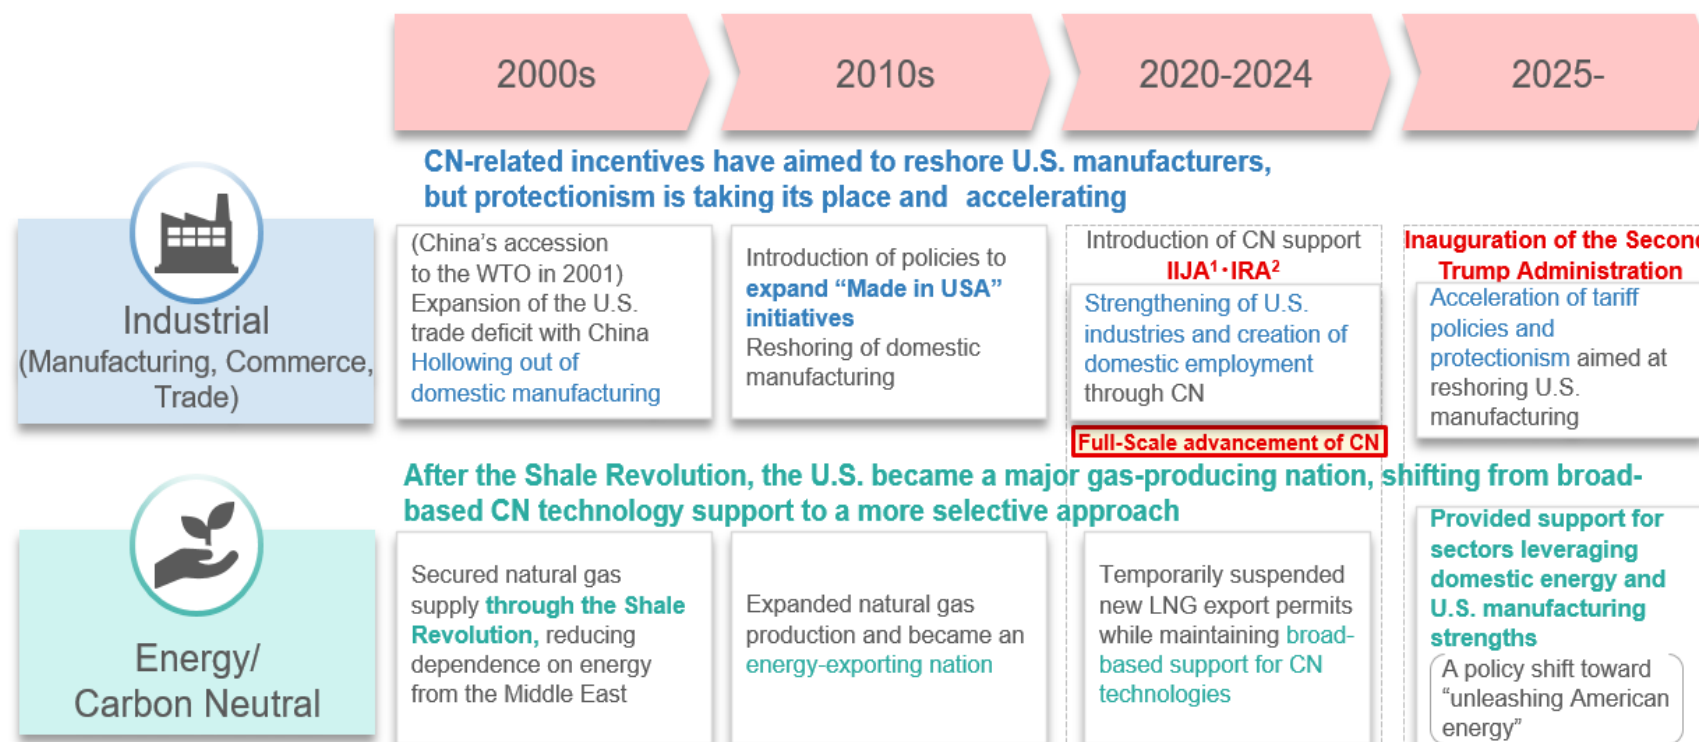 2000s
2010s
2020-2024
2025-
CN-related incentives have aimed to reshore U.S. manufacturers,
but protectionism is taking its place and accelerating
Industrial
(Manufacturing, Commerce,
Trade)
(China’s accession
to the WTO in 2001)
Expansion of the U.S.
trade deficit with China
Hollowing out of
domestic manufacturing
Introduction of policies to
expand “Made in USA”
initiatives
Reshoring of domestic
manufacturing
Introduction of CN support
IIJA¹・IRA²
Strengthening of U.S.
industries and creation of
domestic employment
through CN
Full-Scale advancement of CN
Inauguration of the Second
Trump Administration
Acceleration of tariff
policies and
protectionism aimed at
reshoring U.S.
manufacturing
After the Shale Revolution, the U.S. became a major gas-producing nation, shifting from broad-
based CN technology support to a more selective approach
Energy/
Carbon Neutral
Secured natural gas
supply through the Shale
Revolution, reducing
dependence on energy
from the Middle East
Expanded natural gas
production and became an
energy-exporting nation
Temporarily suspended
new LNG export permits
while maintaining broad-
based support for CN
technologies
Provided support for
sectors leveraging
domestic energy and
U.S. manufacturing
strengths
A policy shift toward
“unleashing American
energy”